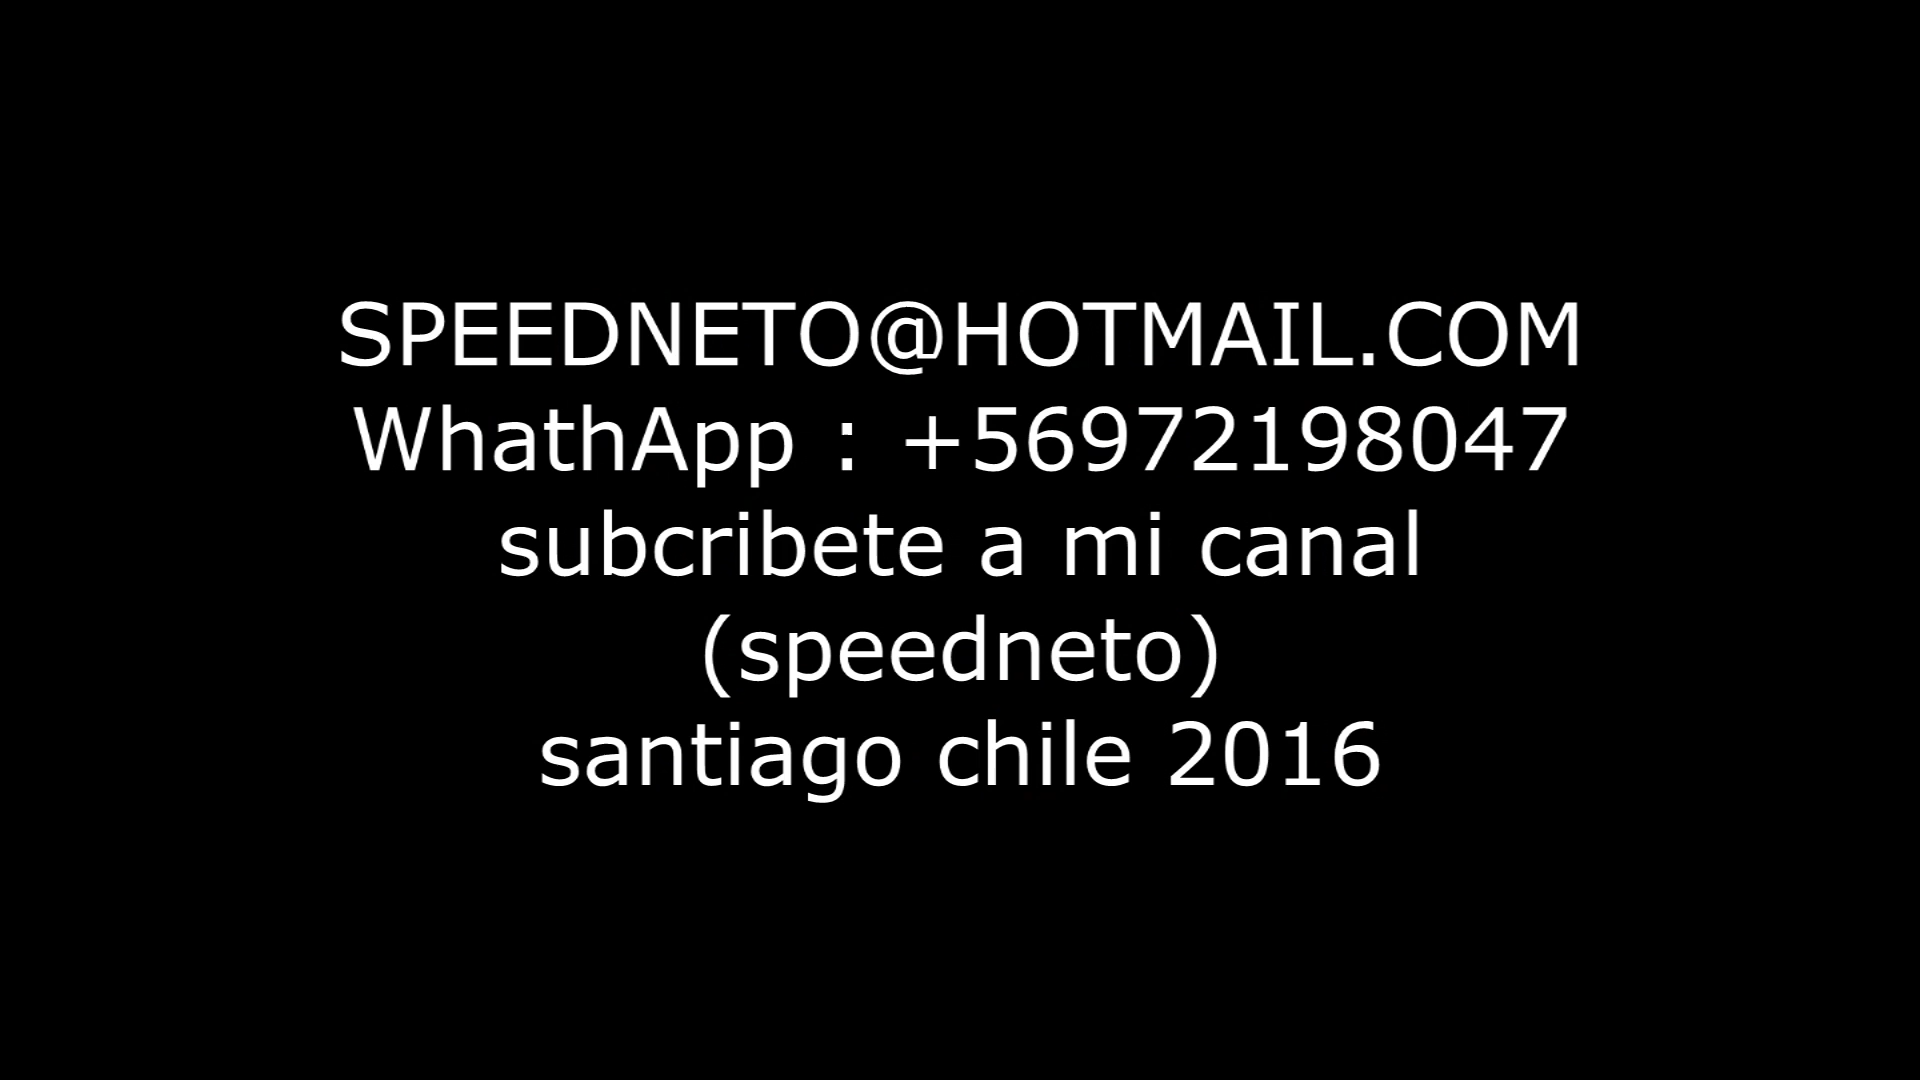 SPEEDNETO@HOTMAIL.COM
WhathApp : +56972198047
subcribete a mi canal
(speedneto)
santiago chile 2016